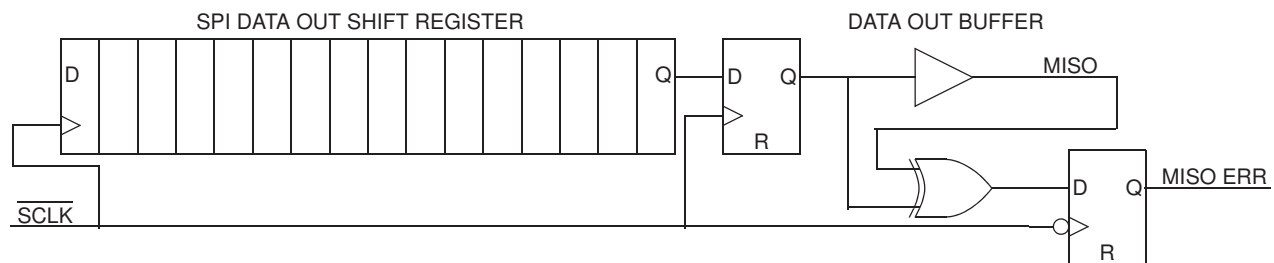 SPI DATA OUT SHIFT REGISTER
DATA OUT BUFFER
D
Q
D
Q
R
MISO
D
Q
R
MISO ERR
SCLK